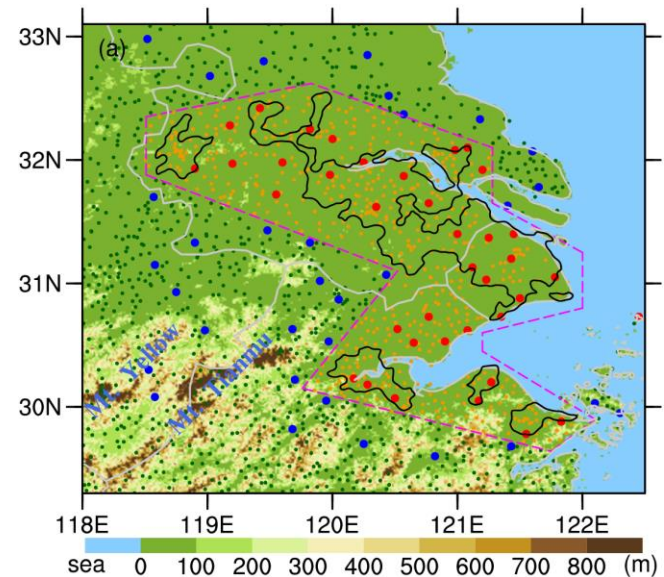 33N
(a)
32N
31N
Mt. Yellow
Mt. Tianmu
30N
118E 119E 120E 121E 122E
sea 0 100 200 300 400 500 600 700 800 (m)